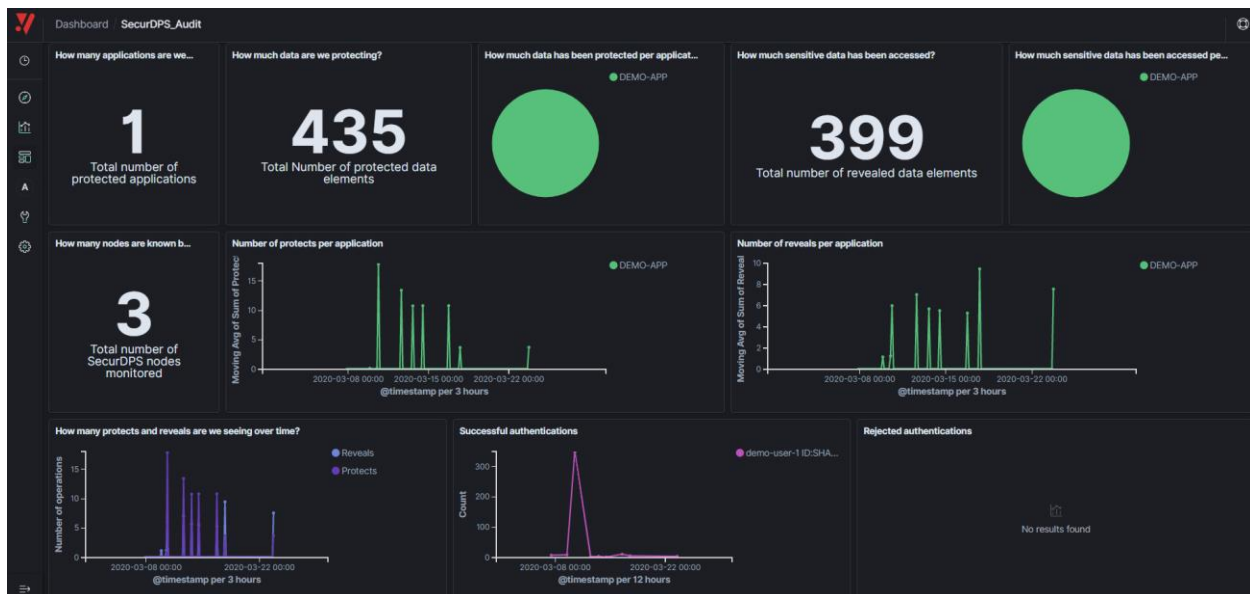 Dashboard SecurDPS_Audit
How many applications are we...
1
Total number of
protected applications
How much data are we protecting?
435
Total Number of protected data
elements
How much data has been protected per applicat...
DEMO-APP
How much sensitive data has been accessed?
399
Total number of revealed data elements
How much sensitive data has been accessed pe...
DEMO-APP
How many nodes are known b...
3
Total number of
SecurDPS nodes
monitored
Number of protects per application
Moving Avg of Sum of Protec
15
10
5
0
2020-03-08 00:00 2020-03-15 00:00 2020-03-22 00:00
@timestamp per 3 hours
DEMO-APP
Number of reveals per application
Moving Avg of Sum of Reveal
10
8
6
4
2
0
2020-03-08 00:00 2020-03-15 00:00 2020-03-22 00:00
@timestamp per 3 hours
DEMO-APP
How many protects and reveals are we seeing over time?
Number of operations
15
10
5
0
2020-03-08 00:00 2020-03-22 00:00
@timestamp per 3 hours
Reveals
Protects
Successful authentications
Count
300
200
100
0
2020-03-08 00:00 2020-03-22 00:00
@timestamp per 12 hours
demo-user-1 ID:SHA...
Rejected authentications
No results found
A